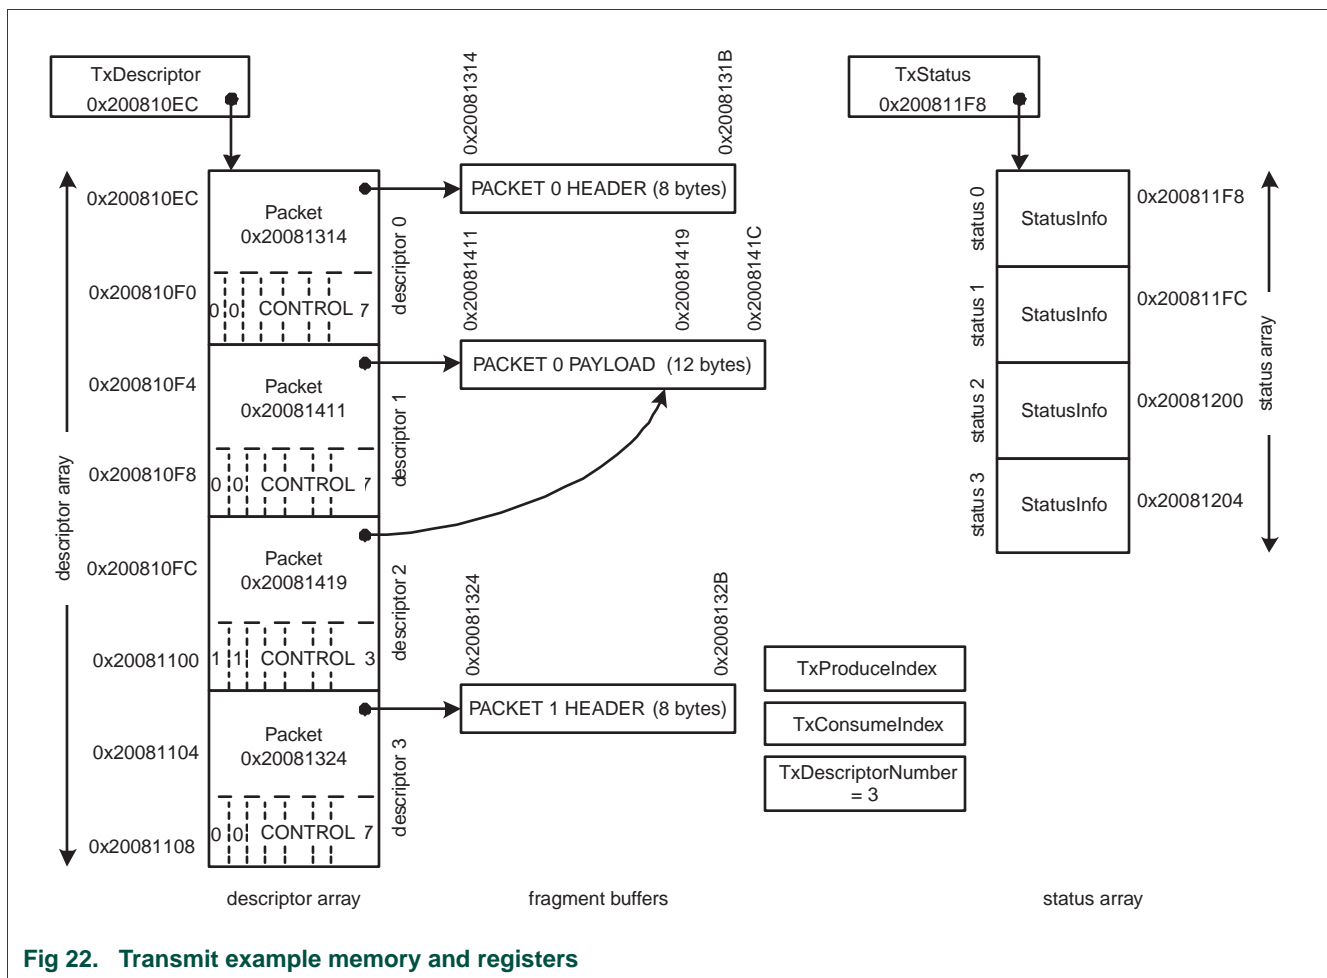 TxDescriptor
0x200810EC
TxStatus
0x200811F8
descriptor array
0x200810EC
Packet
0x20081314
descriptor 0
0x200810F0
0 0 CONTROL 7
0x200810F4
Packet
0x20081411
descriptor 1
0x200810F8
0 0 CONTROL 7
0x200810FC
Packet
0x20081419
descriptor 2
0x20081100
1 1 CONTROL 3
0x20081104
Packet
0x20081324
descriptor 3
0x20081108
0 0 CONTROL 7
0x20081314
0x2008131B
PACKET 0 HEADER (8 bytes)
0x20081411
0x20081419
0x2008141C
PACKET 0 PAYLOAD (12 bytes)
0x20081324
0x2008132B
PACKET 1 HEADER (8 bytes)
TxProduceIndex
TxConsumeIndex
TxDescriptorNumber
= 3
status 0
StatusInfo
0x200811F8
status 1
StatusInfo
0x200811FC
status 2
StatusInfo
0x20081200
status 3
StatusInfo
0x20081204
status array
descriptor array
fragment buffers
status array
Fig 22. Transmit example memory and registers